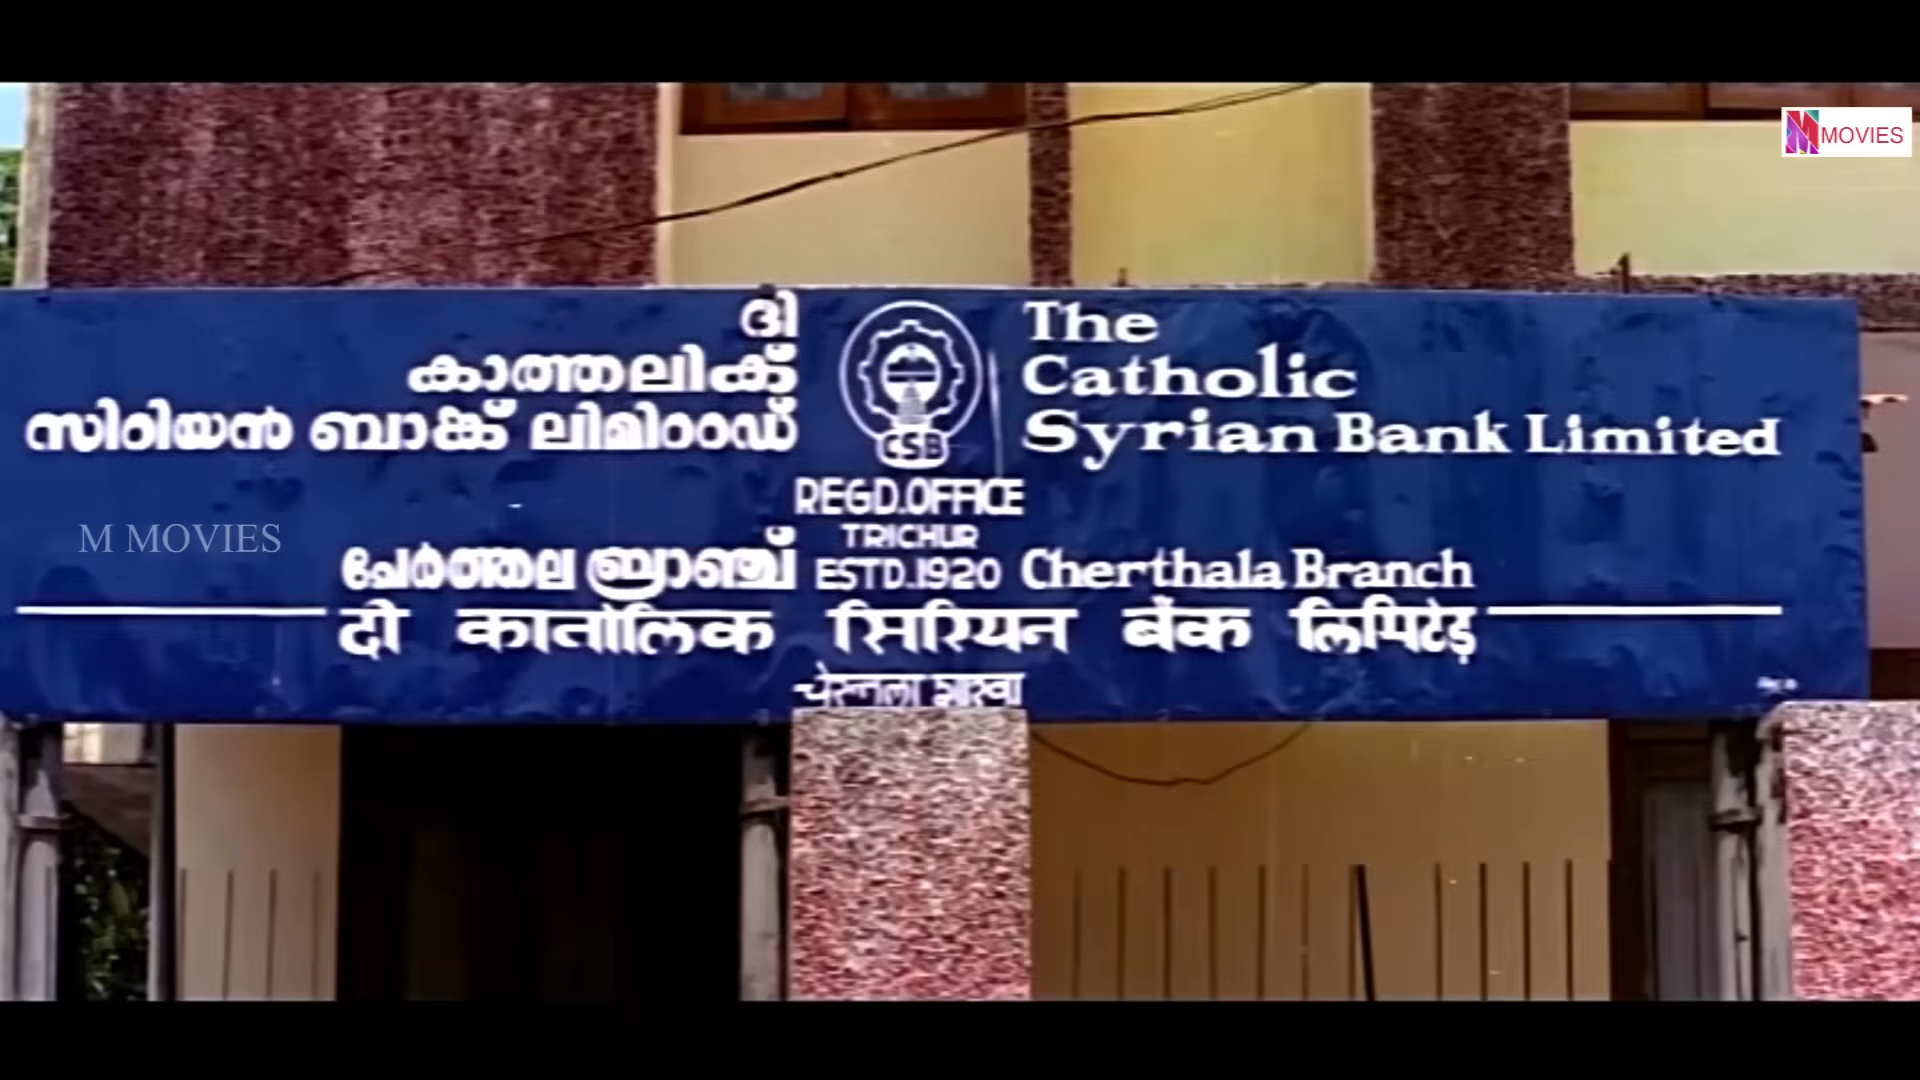 MOVIES
ദി
കാത്തലിക്
സിറിയൻ ബാങ്ക് ലിമിറ്റഡ്
CSB
The
Catholic
Syrian Bank Limited
REGD.OFFICE
TRICHUR
ESTD.1920
M MOVIES
ചേർത്തല ബ്രാഞ്ച്
Cherthala Branch
दी कातोलिक सिरियन बैंक लिमिटेड़
चेरतला शाखा